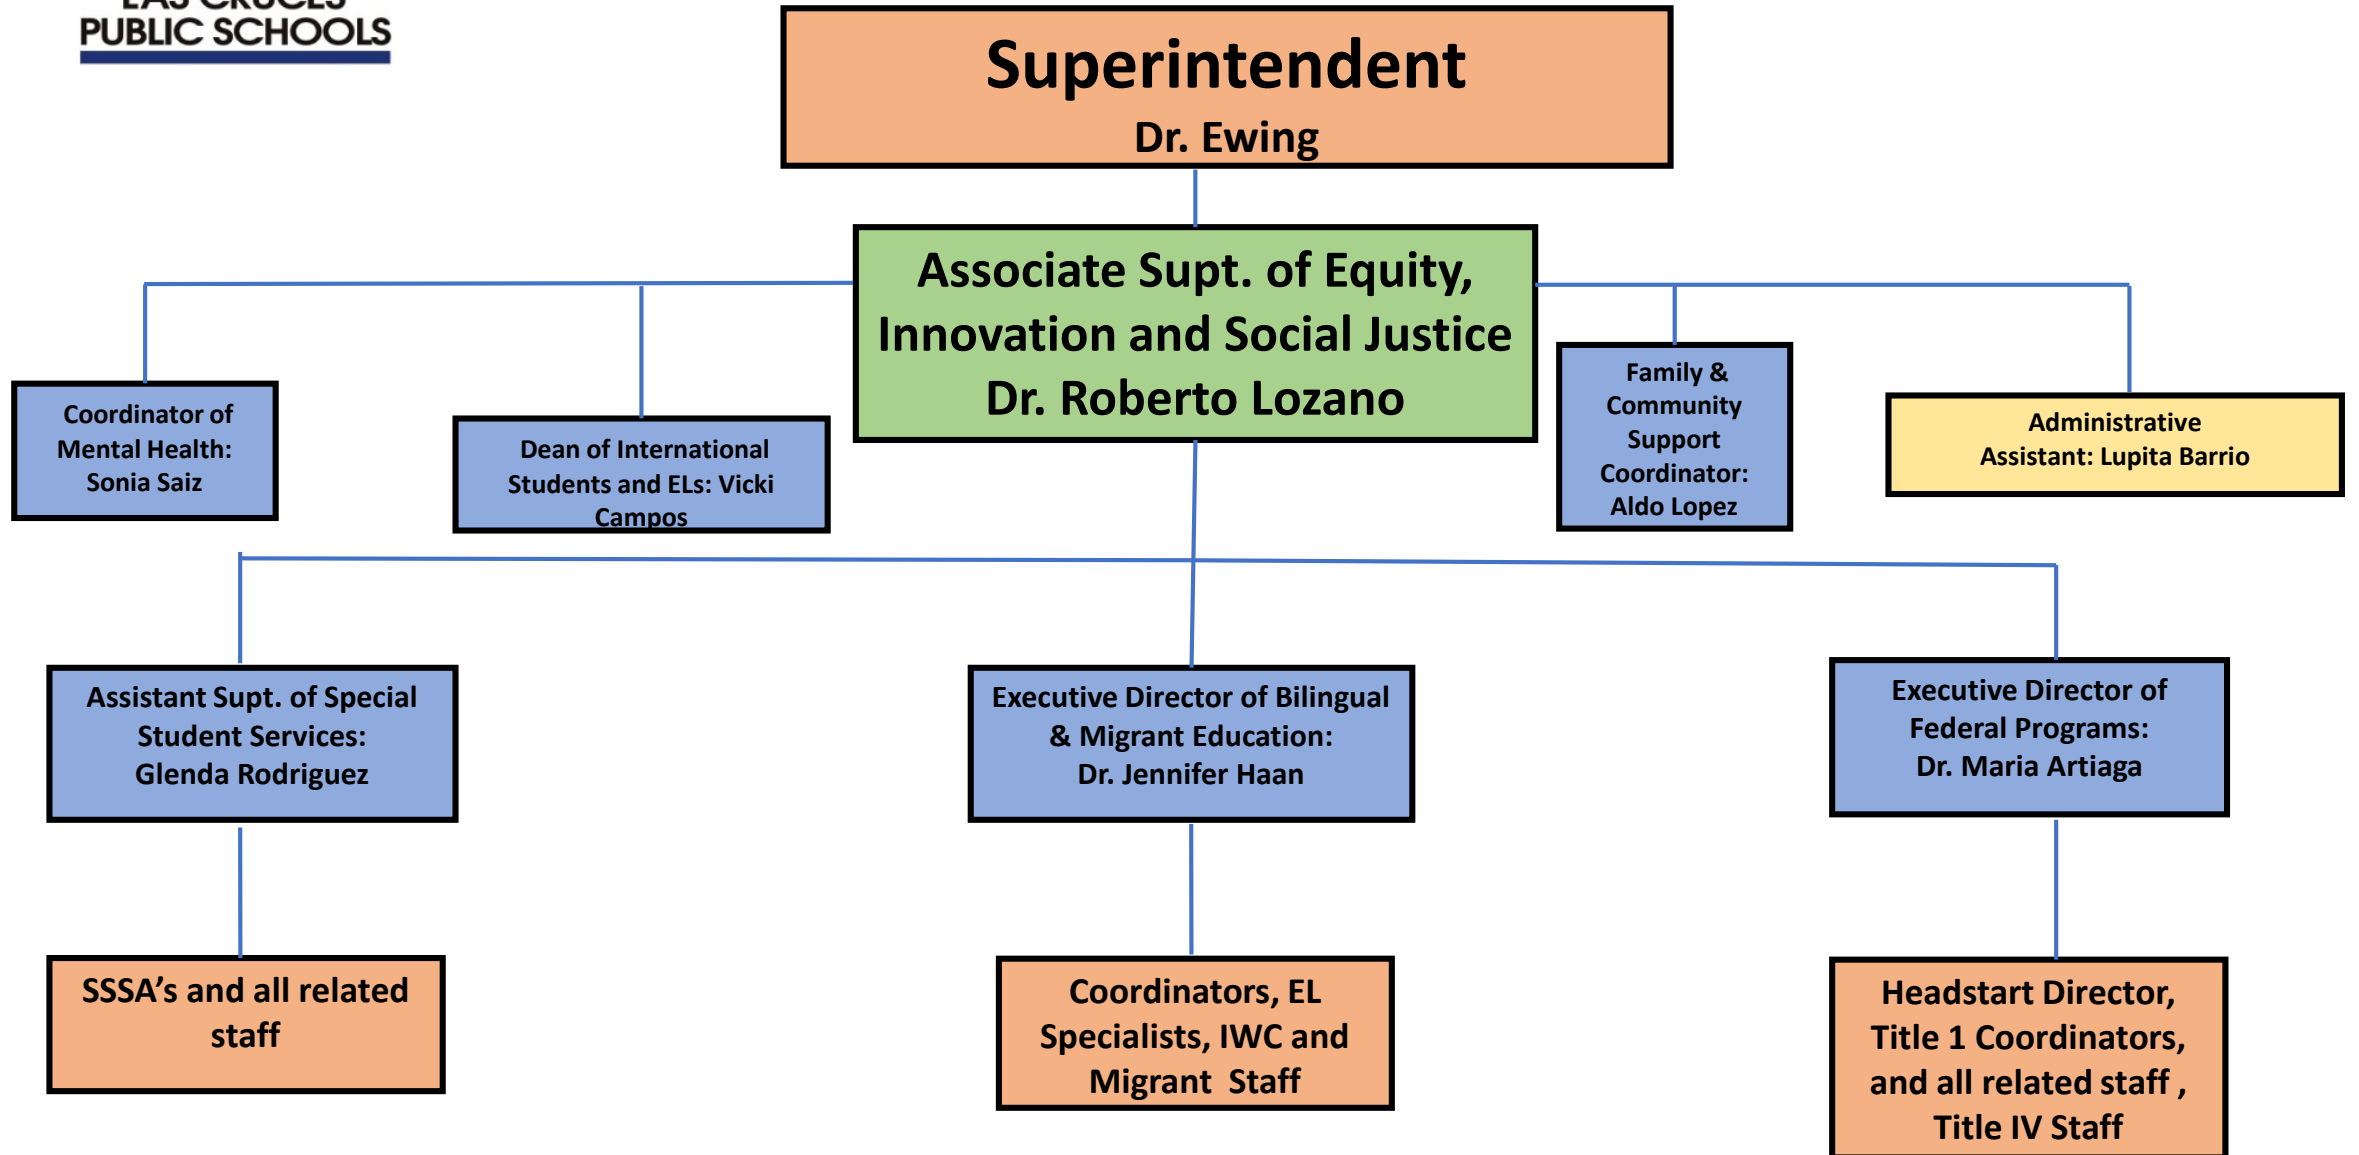 LAS CRUCES
PUBLIC SCHOOLS
Superintendent
Dr. Ewing
Associate Supt. of Equity,
Innovation and Social Justice
Dr. Roberto Lozano
Coordinator of
Mental Health:
Sonia Saiz
Dean of International
Students and ELs: Vicki
Campos
Family &
Community
Support
Coordinator:
Aldo Lopez
Administrative
Assistant: Lupita Barrio
Assistant Supt. of Special
Student Services:
Glenda Rodriguez
Executive Director of Bilingual
& Migrant Education:
Dr. Jennifer Haan
Executive Director of
Federal Programs:
Dr. Maria Artiaga
SSSA’s and all related
staff
Coordinators, EL
Specialists, IWC and
Migrant  Staff
Headstart Director,
Title 1 Coordinators,
and all related staff ,
Title IV Staff